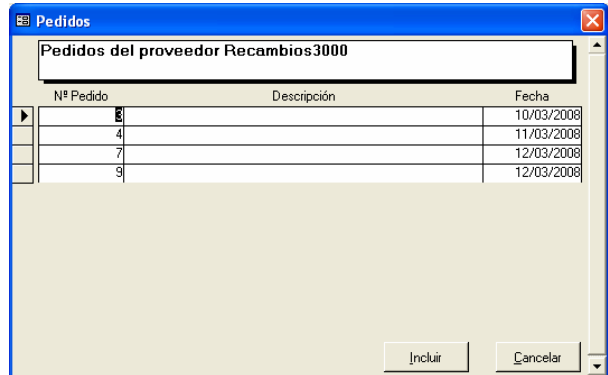 Pedidos
Pedidos del proveedor Recambios3000
Nº Pedido Descripción Fecha
3 10/03/2008
4 11/03/2008
7 12/03/2008
9 12/03/2008
Incluir Cancelar